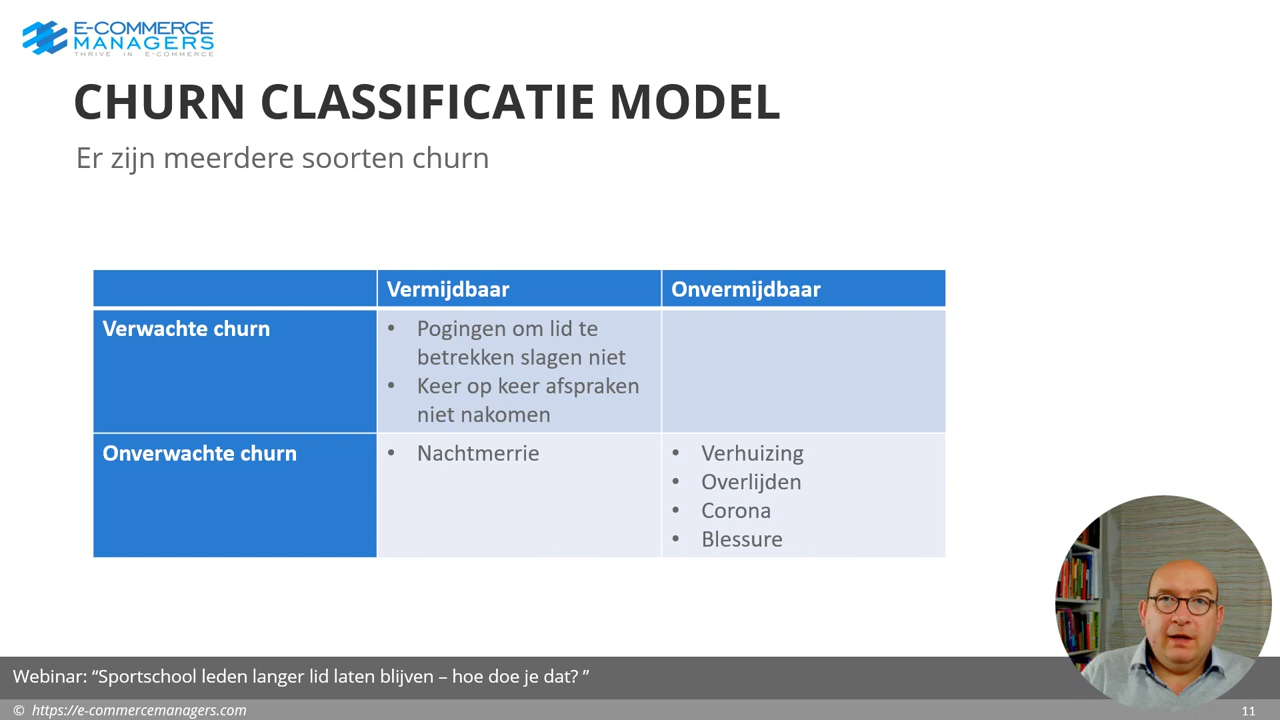 E-COMMERCE
MANAGERS
THRIVE IN E-COMMERCE
CHURN CLASSIFICATIE MODEL
Er zijn meerdere soorten churn
Vermijdbaar
Onvermijdbaar
Verwachte churn
• Pogingen om lid te
betrekken slagen niet
• Keer op keer afspraken
niet nakomen
Onverwachte churn
• Nachtmerrie
• Verhuizing
• Overlijden
• Corona
• Blessure
Webinar: “Sportschool leden langer lid laten blijven – hoe doe je dat? ”
© https://e-commercemanagers.com
11